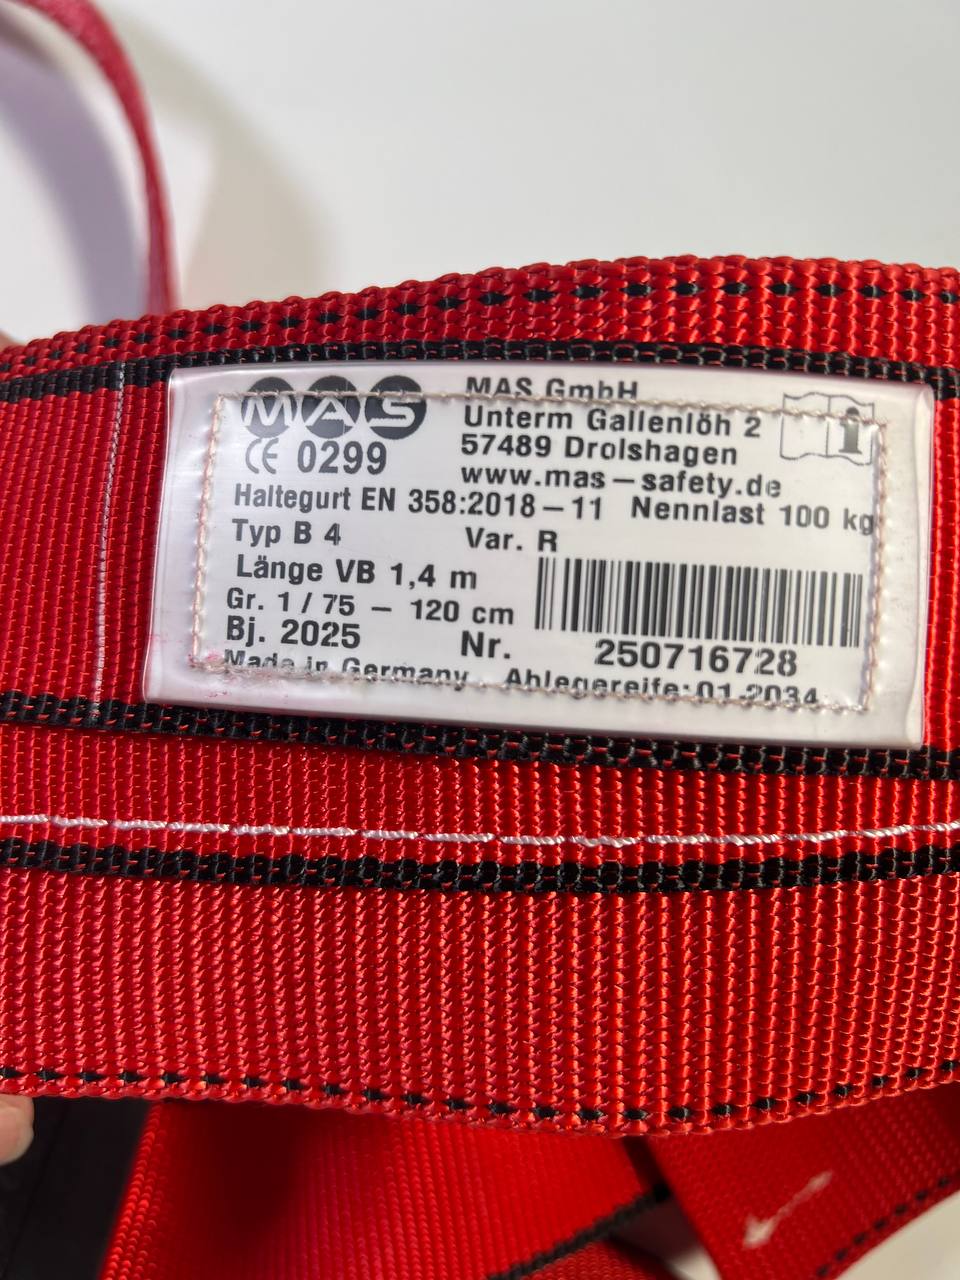 MAS
MAS GmbH
Unterm Gallenlöh 2
57489 Drolshagen
www.mas-safety.de
CE 0299
Haltegurt EN 358:2018-11 Nennlast 100 kg
Typ B 4 Var. R
Länge VB 1,4 m
Gr. 1 / 75 - 120 cm
Bj. 2025 Nr. 250716728
Made in Germany Ablegereife: 01.2034